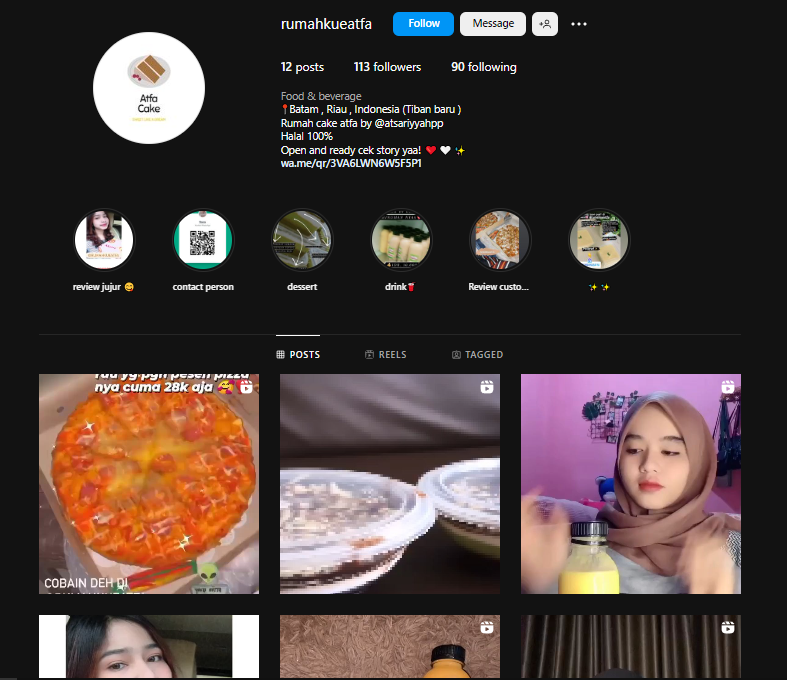 rumahkueatfa
Follow
Message
12 posts
113 followers
90 following
Food & beverage
📍Batam , Riau , Indonesia (Tiban baru )
Rumah cake atfa by @atsariyyahpp
Halal 100%
Open and ready cek story yaa! ❤️ 🤍 ✨
wa.me/qr/3VA6LWN6W5F5P1
Atfa
Cake
review jujur 😋
contact person
dessert
drink🧋
Review custo...
✨ ✨
POSTS
REELS
TAGGED
yg pgn pesen pizza
nya cuma 28k aja 🥰
COBAIN DEH DI